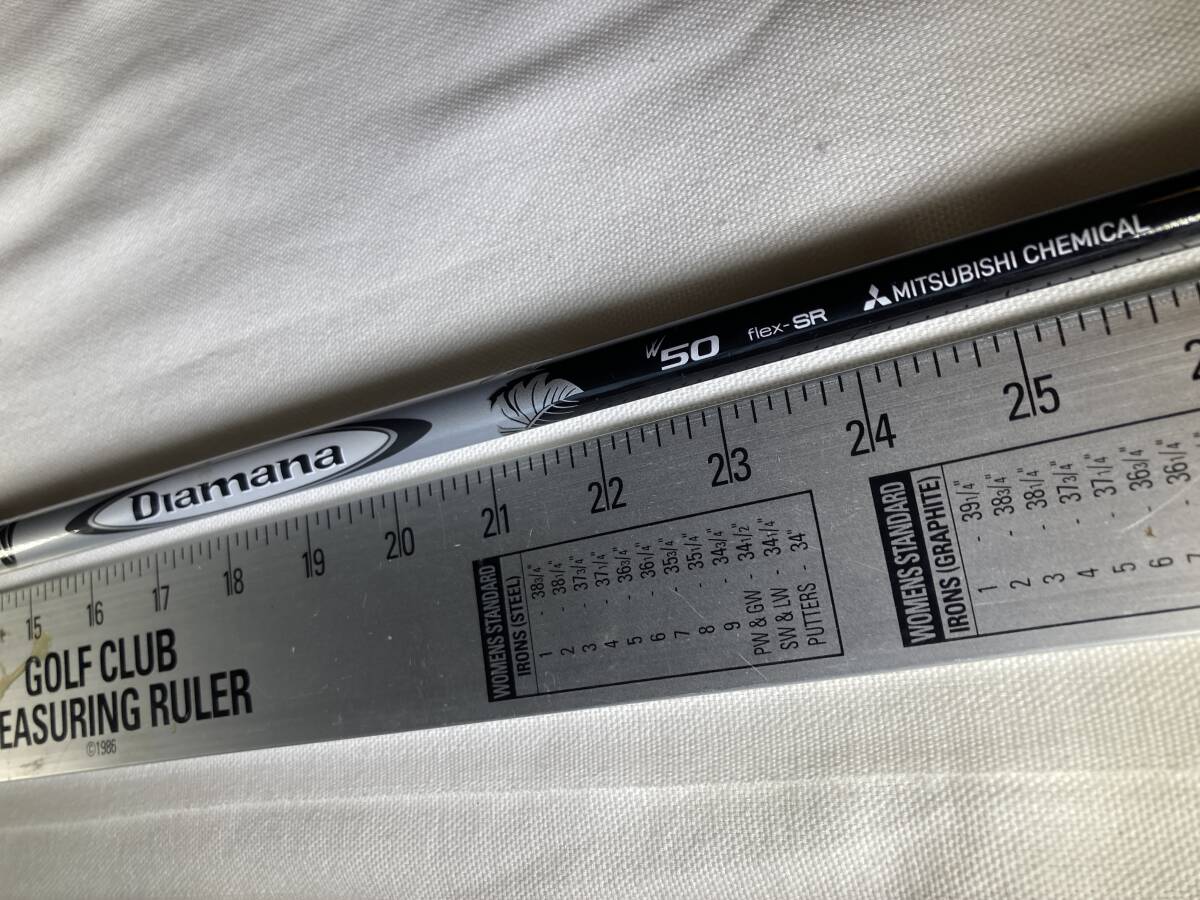 Diamana
W50 flex-SR MITSUBISHI CHEMICAL
15 16 17 18 19 20 21 22 23 24 25
GOLF CLUB
EASURING RULER
©1986
WOMENS STANDARD
IRONS (STEEL)
1 - 38 3/4"
2 - 38 1/4"
3 - 37 3/4"
4 - 37 1/4"
5 - 36 3/4"
6 - 36 1/4"
7 - 35 3/4"
8 - 35 1/4"
9 - 34 3/4"
PW & GW - 34 1/2"
SW & LW - 34 1/4"
PUTTERS - 34"
WOMENS STANDARD
IRONS (GRAPHITE)
1 - 39 1/4"
2 - 38 3/4"
3 - 38 1/4"
4 - 37 3/4"
5 - 37 1/4"
6 - 36 3/4"
7 - 36 1/4"